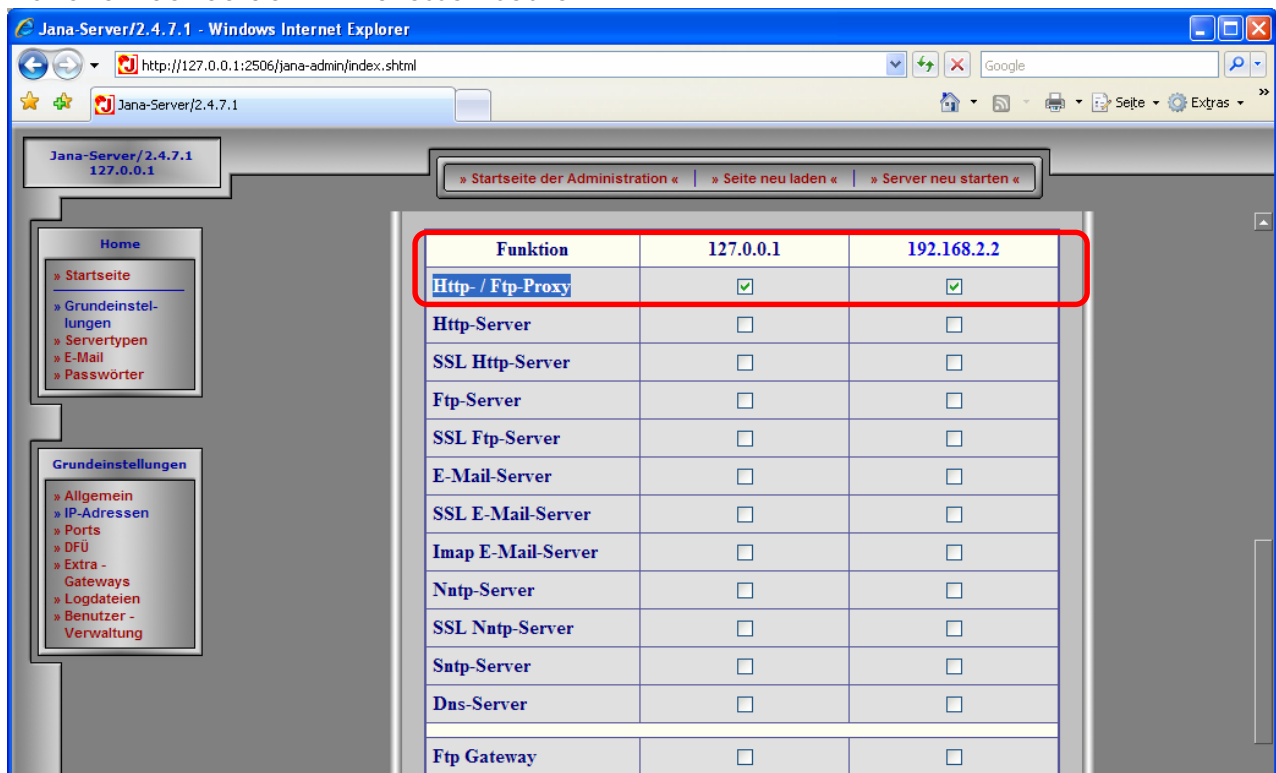 Jana-Server/2.4.7.1 - Windows Internet Explorer
http://127.0.0.1:2506/jana-admin/index.shtml
Google
Jana-Server/2.4.7.1
Seite
Extras
»
Jana-Server/2.4.7.1
127.0.0.1
» Startseite der Administration « | » Seite neu laden « | » Server neu starten «
Home
» Startseite
» Grundeinstel-
lungen
» Servertypen
» E-Mail
» Passwörter
Grundeinstellungen
» Allgemein
» IP-Adressen
» Ports
» DFÜ
» Extra -
Gateways
» Logdateien
» Benutzer -
Verwaltung
Funktion 127.0.0.1 192.168.2.2
Http- / Ftp-Proxy
Http-Server
SSL Http-Server
Ftp-Server
SSL Ftp-Server
E-Mail-Server
SSL E-Mail-Server
Imap E-Mail-Server
Nntp-Server
SSL Nntp-Server
Sntp-Server
Dns-Server
Ftp Gateway